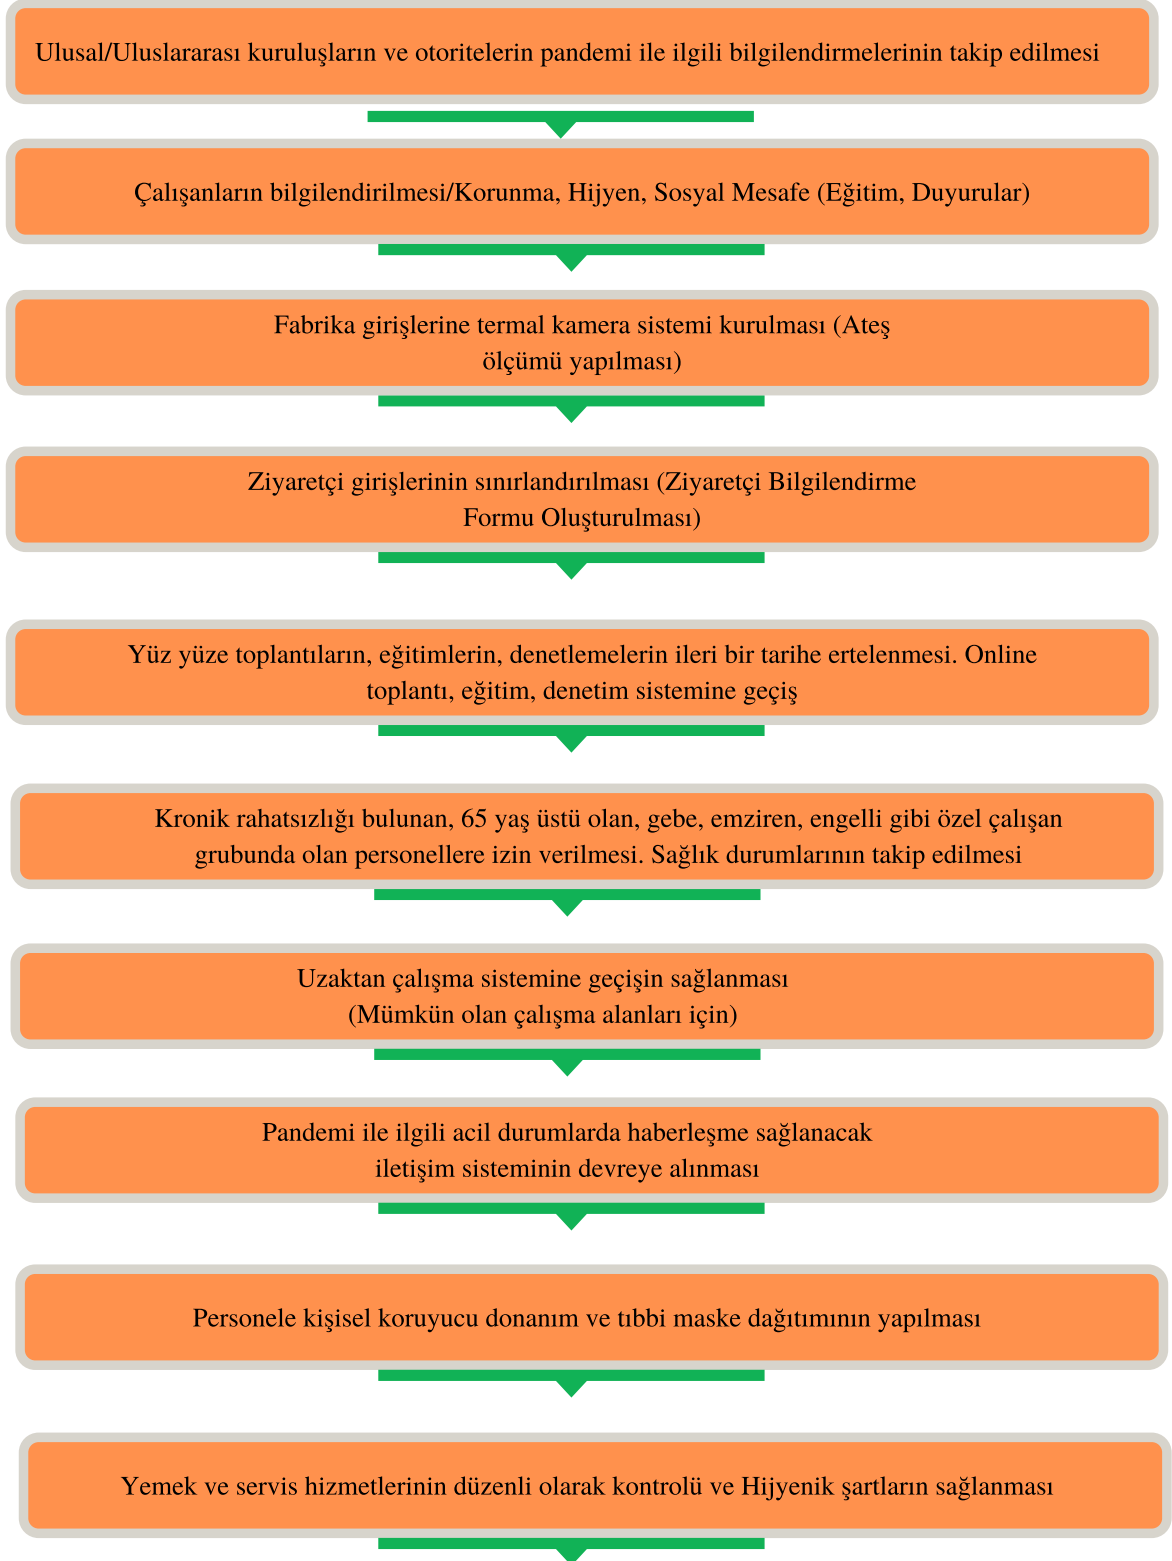 Ulusal/Uluslararası kuruluşların ve otoritelerin pandemi ile ilgili bilgilendirmelerinin takip edilmesi
Çalışanların bilgilendirilmesi/Korunma, Hijyen, Sosyal Mesafe (Eğitim, Duyurular)
Fabrika girişlerine termal kamera sistemi kurulması (Ateş
ölçümü yapılması)
Ziyaretçi girişlerinin sınırlandırılması (Ziyaretçi Bilgilendirme
Formu Oluşturulması)
Yüz yüze toplantıların, eğitimlerin, denetlemelerin ileri bir tarihe ertelenmesi. Online
toplantı, eğitim, denetim sistemine geçiş
Kronik rahatsızlığı bulunan, 65 yaş üstü olan, gebe, emziren, engelli gibi özel çalışan
grubunda olan personellere izin verilmesi. Sağlık durumlarının takip edilmesi
Uzaktan çalışma sistemine geçişin sağlanması
(Mümkün olan çalışma alanları için)
Pandemi ile ilgili acil durumlarda haberleşme sağlanacak
iletişim sisteminin devreye alınması
Personele kişisel koruyucu donanım ve tıbbi maske dağıtımının yapılması
Yemek ve servis hizmetlerinin düzenli olarak kontrolü ve Hijyenik şartların sağlanması